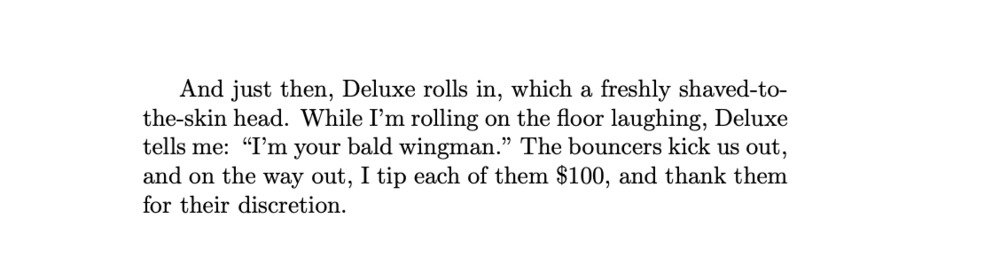 And just then, Deluxe rolls in, which a freshly shaved-to-
the-skin head. While I'm rolling on the floor laughing, Deluxe
tells me: “I'm your bald wingman.” The bouncers kick us out,
and on the way out, I tip each of them $100, and thank them
for their discretion.